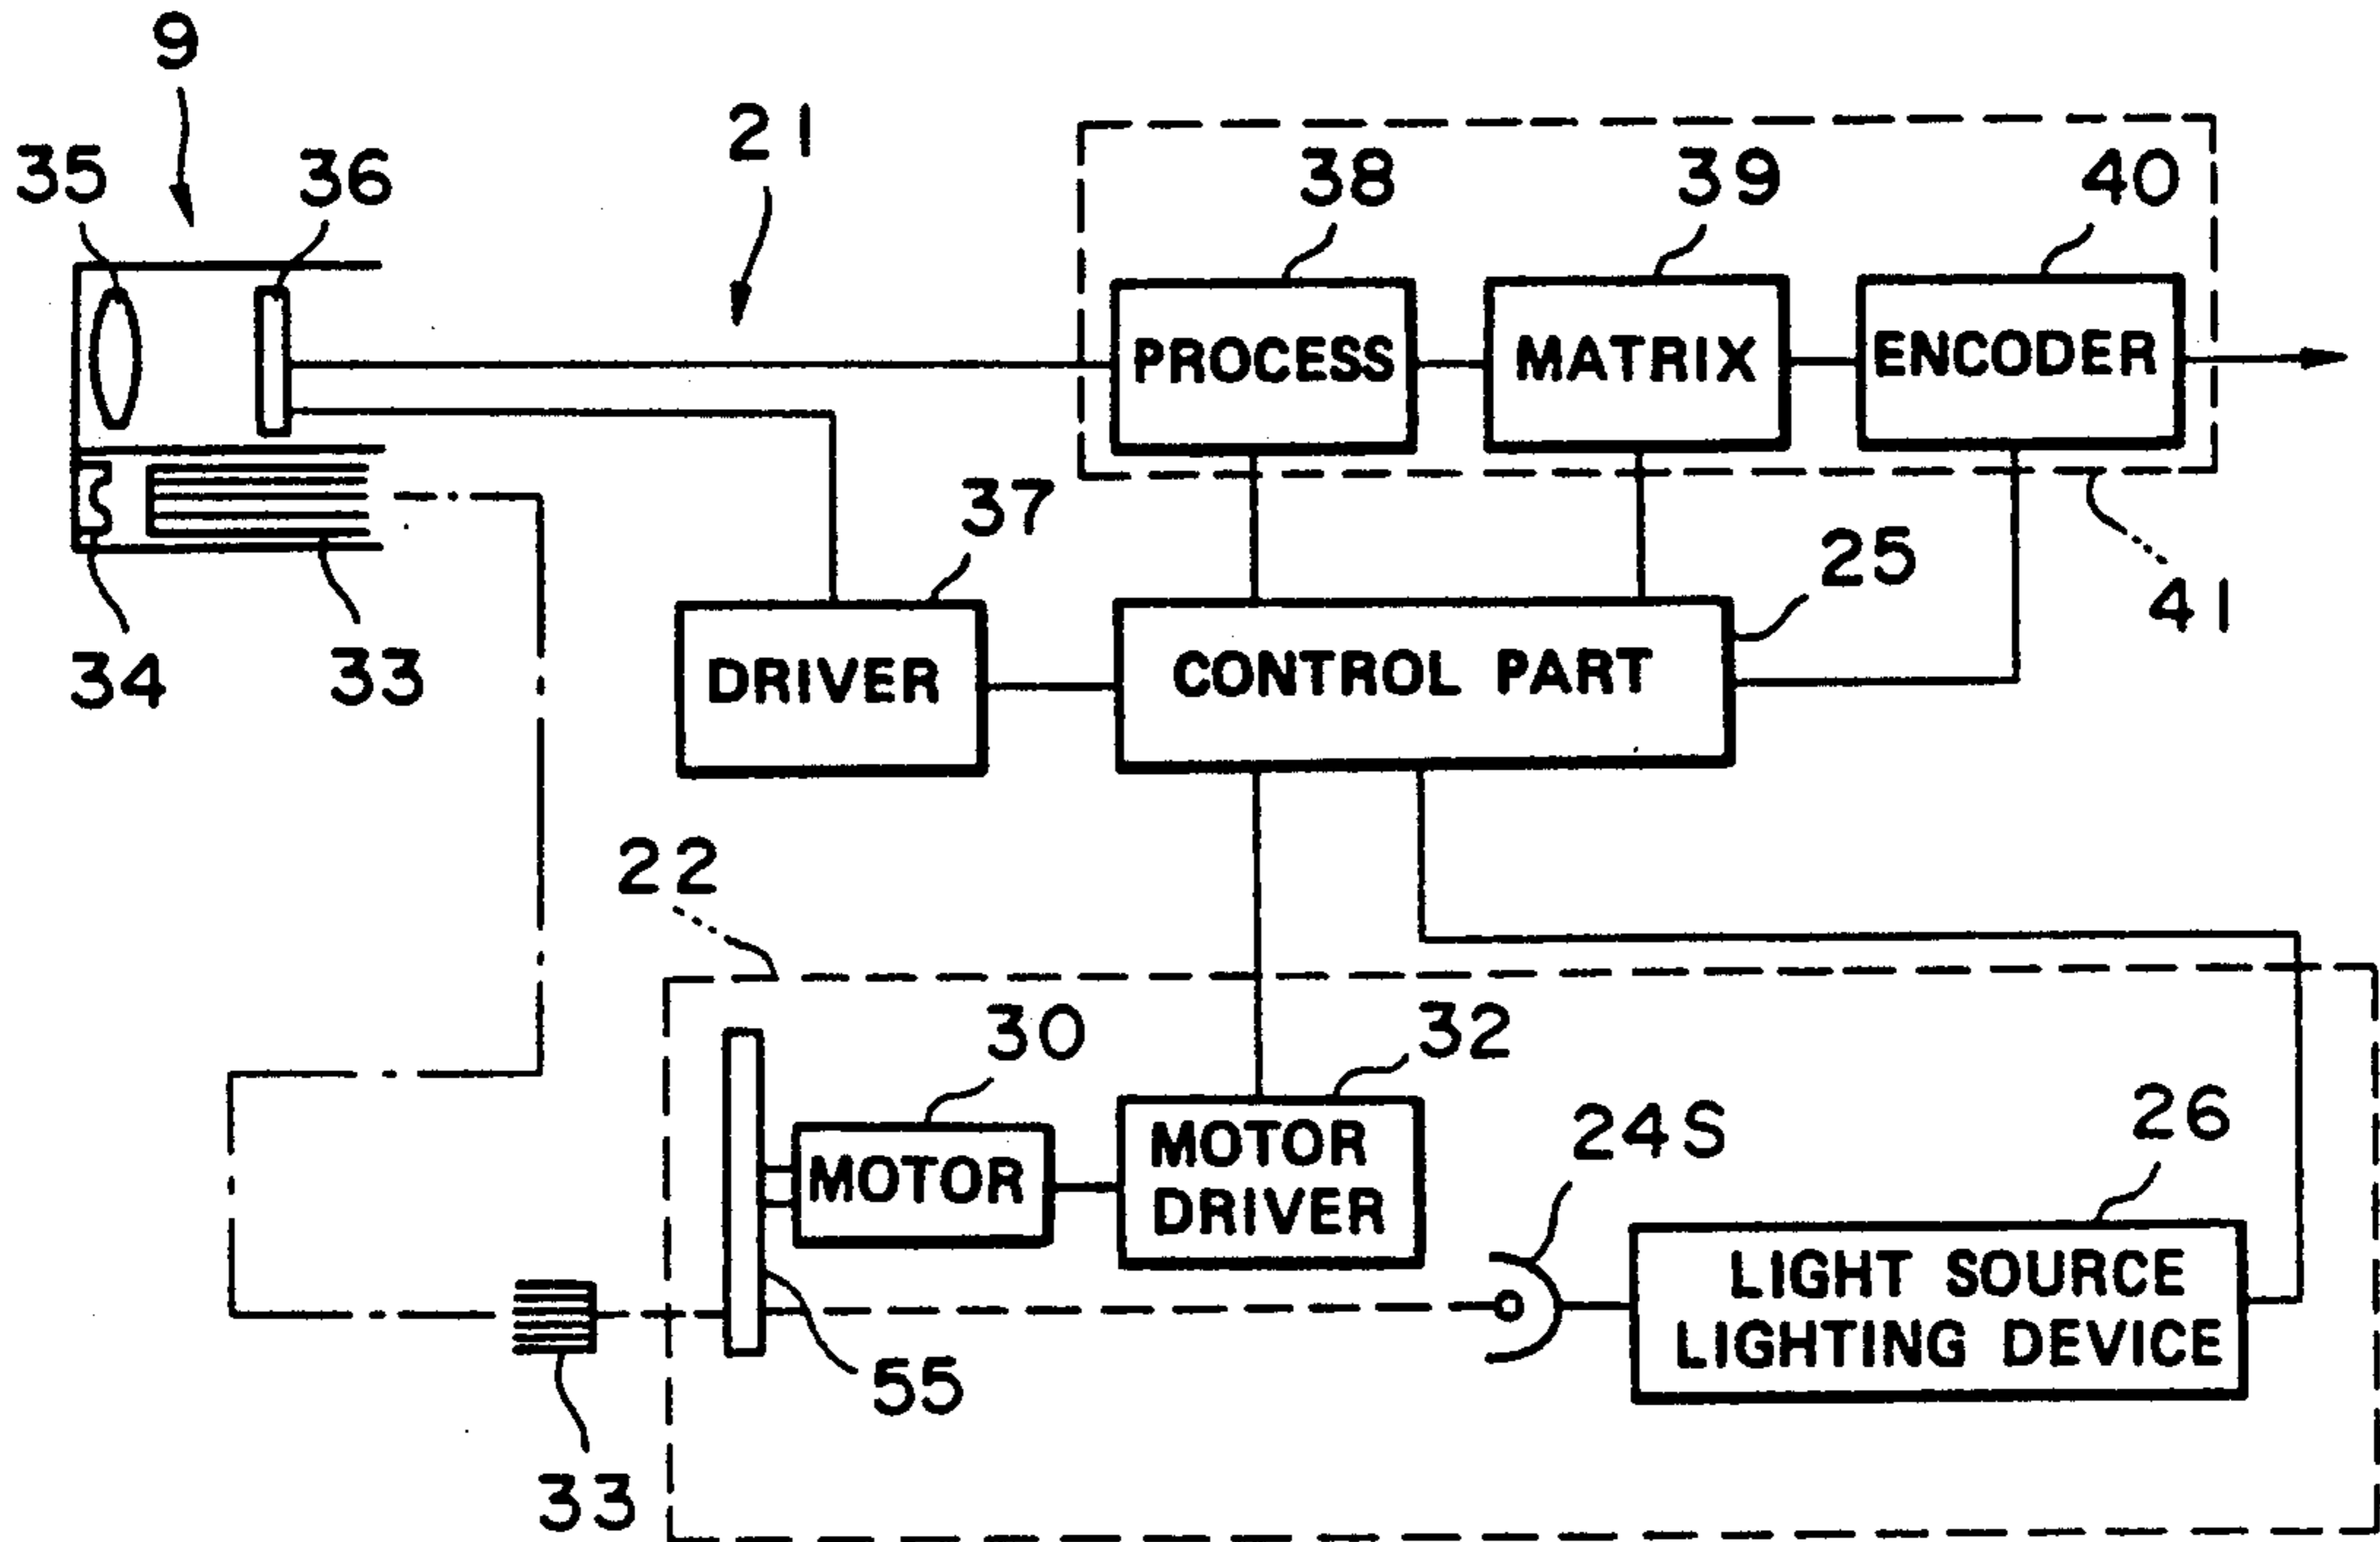 9
21
35
36
38
39
40
PROCESS
MATRIX
ENCODER
37
25
41
34
33
DRIVER
CONTROL PART
22
30
32
24S
26
MOTOR
MOTOR
DRIVER
LIGHT SOURCE
LIGHTING DEVICE
55
33